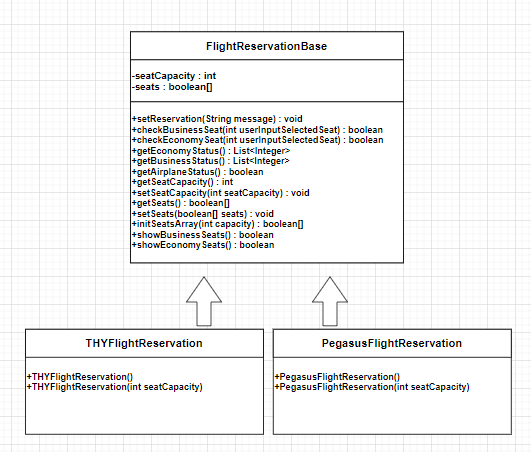 FlightReservationBase
-seatCapacity : int
-seats : boolean[]
+setReservation(String message) : void
+checkBusinessSeat(int userInputSelectedSeat) : boolean
+checkEconomySeat(int userInputSelectedSeat) : boolean
+getEconomyStatus() : List<Integer>
+getBusinessStatus() : List<Integer>
+getAirplaneStatus() : boolean
+getSeatCapacity() : int
+setSeatCapacity(int seatCapacity) : void
+getSeats() : boolean[]
+setSeats(boolean[] seats) : void
+initSeatsArray(int capacity) : boolean[]
+showBusinessSeats() : boolean
+showEconomySeats() : boolean
THYFlightReservation
+THYFlightReservation()
+THYFlightReservation(int seatCapacity)
PegasusFlightReservation
+PegasusFlightReservation()
+PegasusFlightReservation(int seatCapacity)